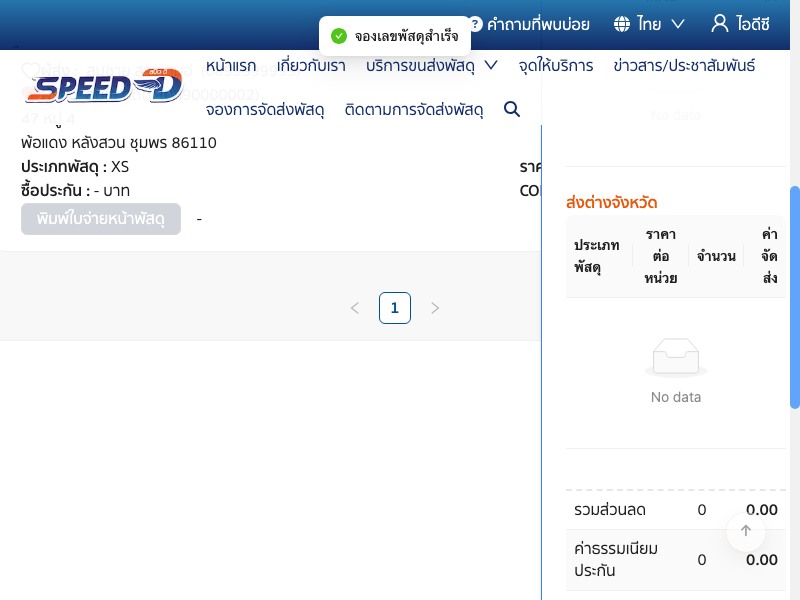 จองเลขพัสดุสำเร็จ
คำถามที่พบบ่อย
ไทย
ไอดีซี
SPEED D
หน้าแรก
เกี่ยวกับเรา
บริการขนส่งพัสดุ
จุดให้บริการ
ข่าวสาร/ประชาสัมพันธ์
จองการจัดส่งพัสดุ
ติดตามการจัดส่งพัสดุ
47 หมู่ 4
พ้อแดง หลังสวน ชุมพร 86110
ประเภทพัสดุ : XS
ซื้อประกัน : - บาท
พิมพ์ใบจ่ายหน้าพัสดุ
-
1
No data
ส่งต่างจังหวัด
ประเภทพัสดุ
ราคาต่อหน่วย
จำนวน
ค่าจัดส่ง
No data
รวมส่วนลด 0 0.00
ค่าธรรมเนียมประกัน 0 0.00